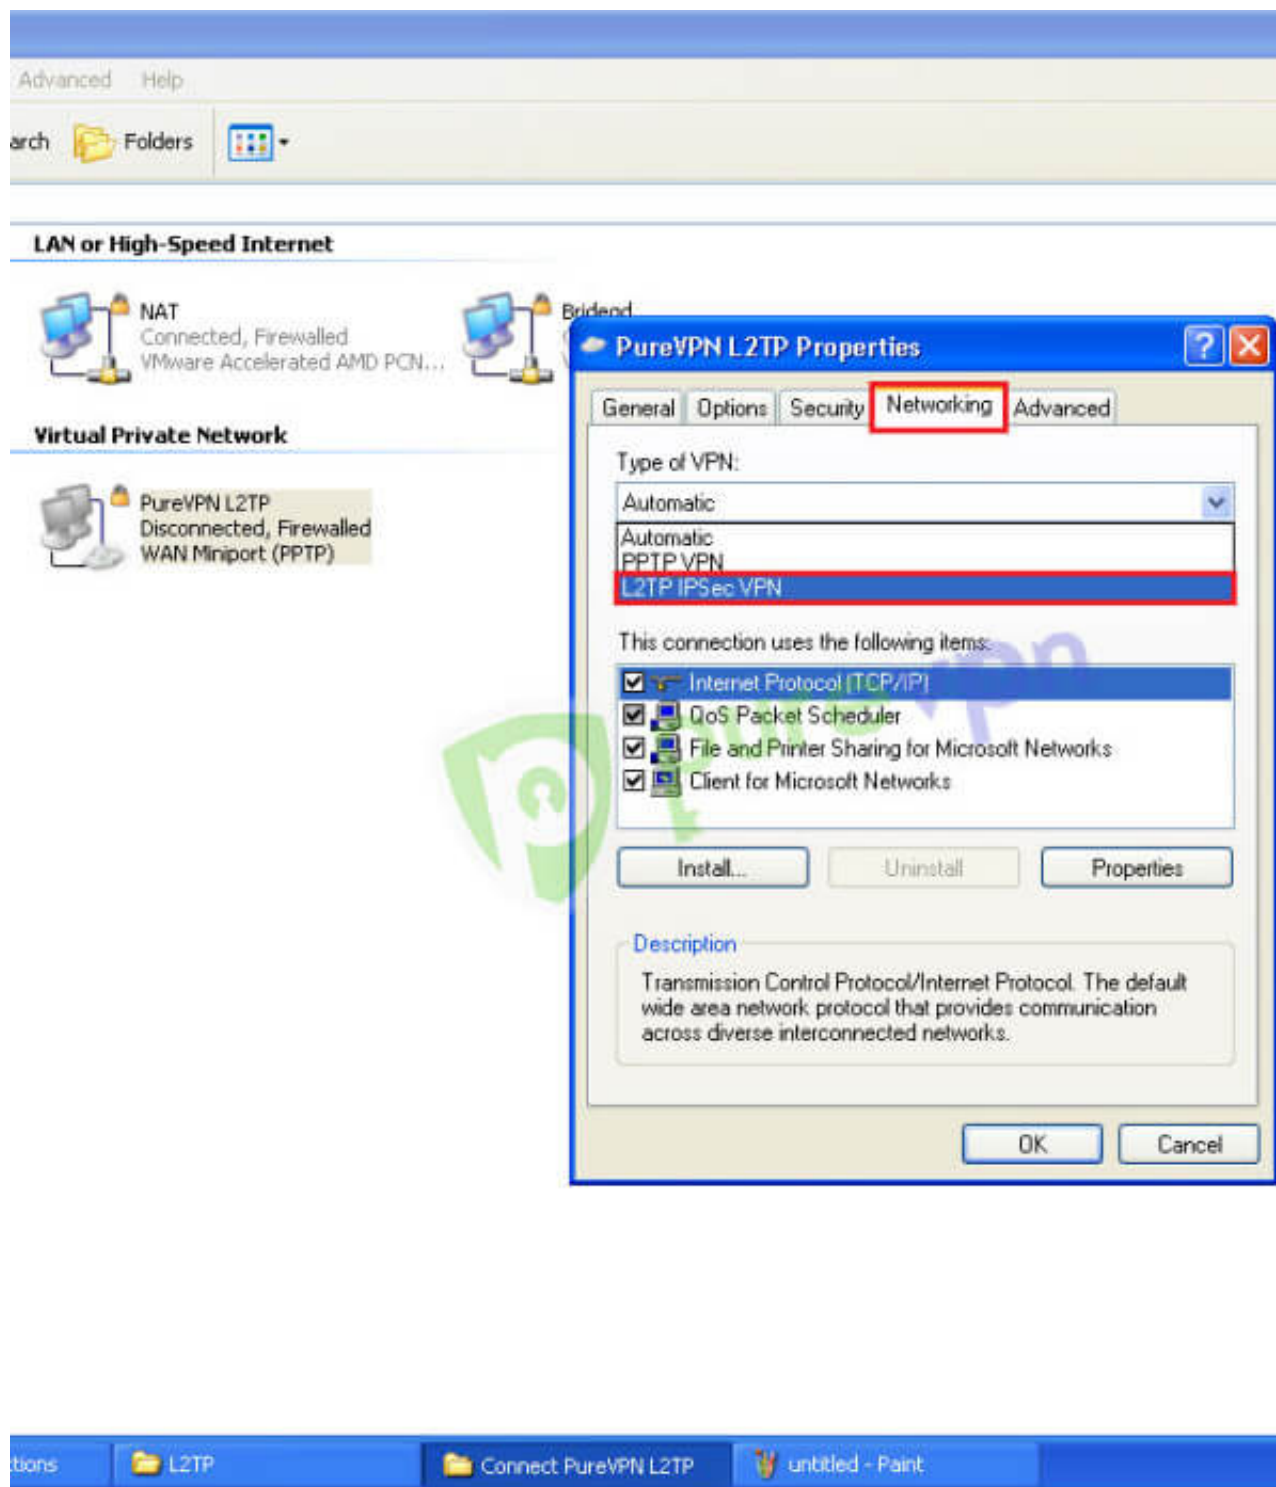 Advanced Help
arch Folders
LAN or High-Speed Internet
NAT
Connected, Firewalled
VMware Accelerated AMD PCN...
Bridged
Virtual Private Network
PureVPN L2TP
Disconnected, Firewalled
WAN Miniport (PPTP)
PureVPN L2TP Properties
General Options Security Networking Advanced
Type of VPN:
Automatic
Automatic
PPTP VPN
L2TP IPSec VPN
This connection uses the following items:
Internet Protocol (TCP/IP)
QoS Packet Scheduler
File and Printer Sharing for Microsoft Networks
Client for Microsoft Networks
purevpn
Install... Uninstall Properties
Description
Transmission Control Protocol/Internet Protocol. The default
wide area network protocol that provides communication
across diverse interconnected networks.
OK Cancel
ctions L2TP Connect PureVPN L2TP untitled - Paint